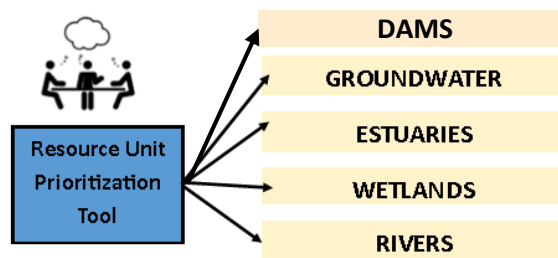 DAMS
GROUNDWATER
ESTUARIES
WETLANDS
RIVERS
Resource Unit
Prioritization
Tool